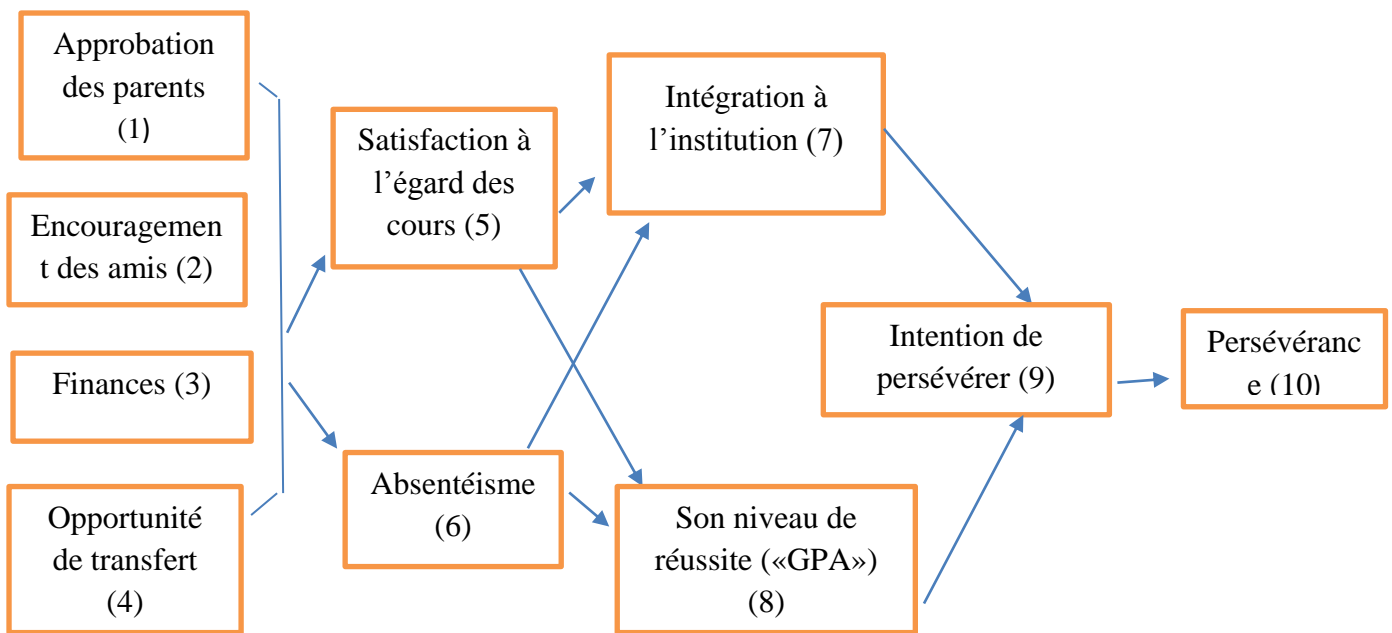 Approbation
des parents
(1)
Encouragemen
t des amis (2)
Finances (3)
Opportunité
de transfert
(4)
Satisfaction à
l’égard des
cours (5)
Absentéisme
(6)
Intégration à
l’institution (7)
Son niveau de
réussite («GPA»)
(8)
Intention de
persévérer (9)
Persévéranc
e (10)